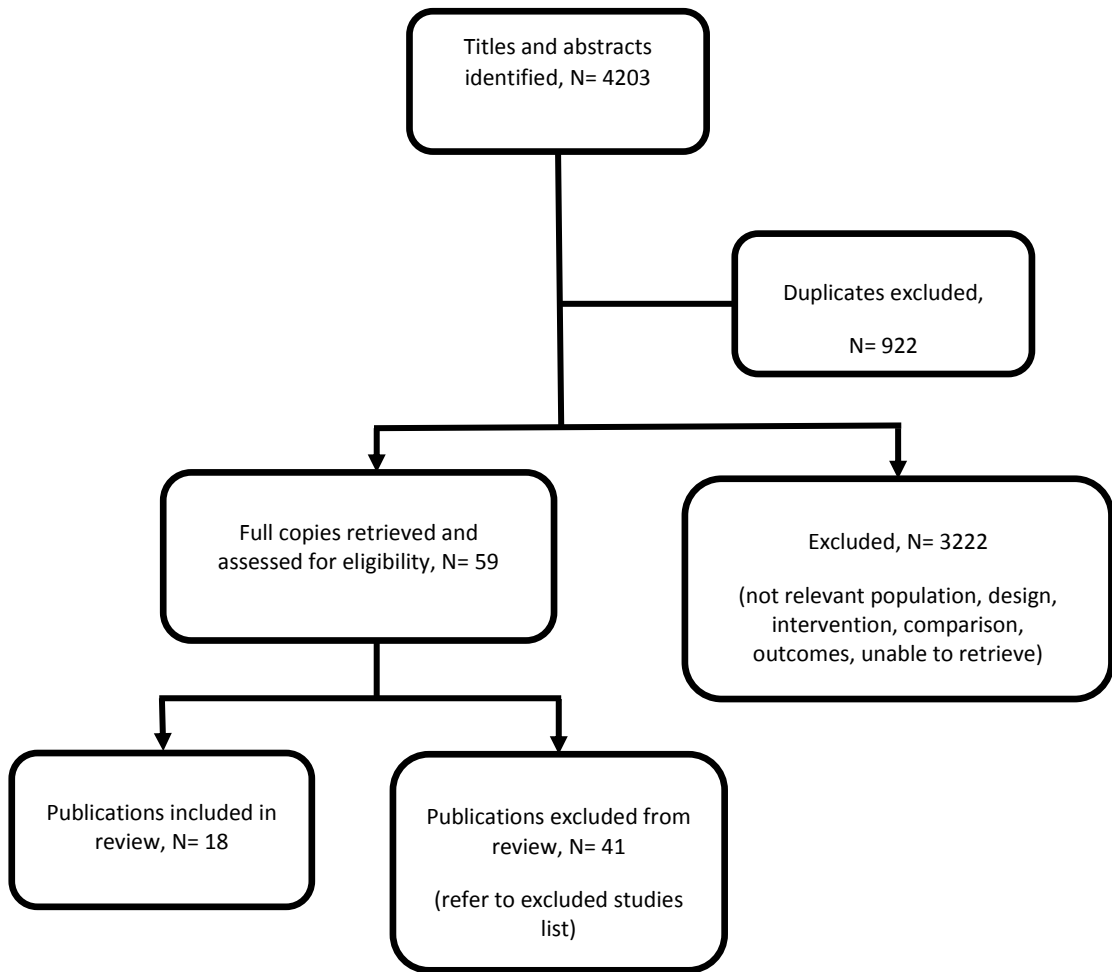 Titles and abstracts
identified, N= 4203
Duplicates excluded,
N= 922
Full copies retrieved and
assessed for eligibility, N= 59
Excluded, N= 3222
(not relevant population, design,
intervention, comparison,
outcomes, unable to retrieve)
Publications included in
review, N= 18
Publications excluded from
review, N= 41
(refer to excluded studies
list)